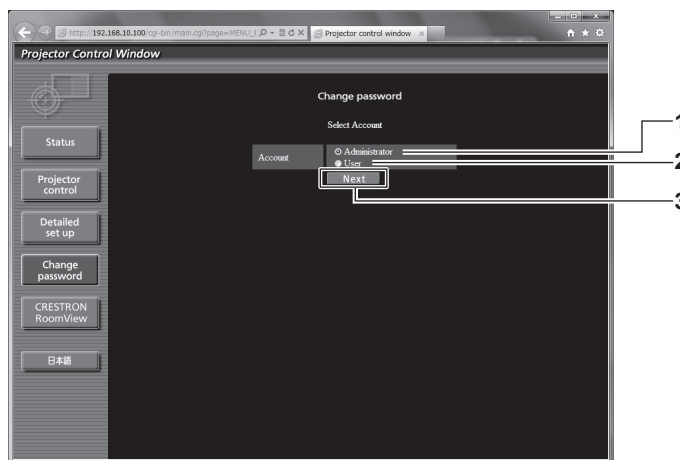 http://192.168.10.100/cgi-bin/main.cgi?page=MENU_
Projector control window
Projector Control Window
Change password
Select Account
Account
Administrator
User
Next
Status
Projector
control
Detailed
set up
Change
password
CRESTRON
RoomView
日本語
1
2
3